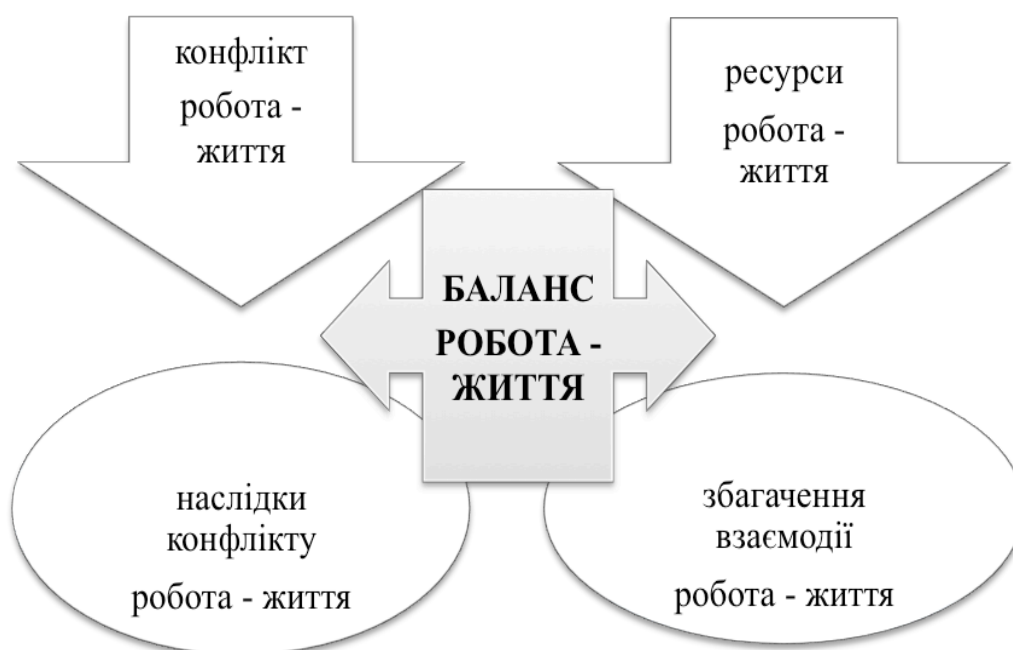 конфлікт
робота -
життя
ресурси
робота -
життя
БАЛАНС
РОБОТА -
ЖИТТЯ
наслідки
конфлікту
робота - життя
збагачення
взаємодії
робота - життя